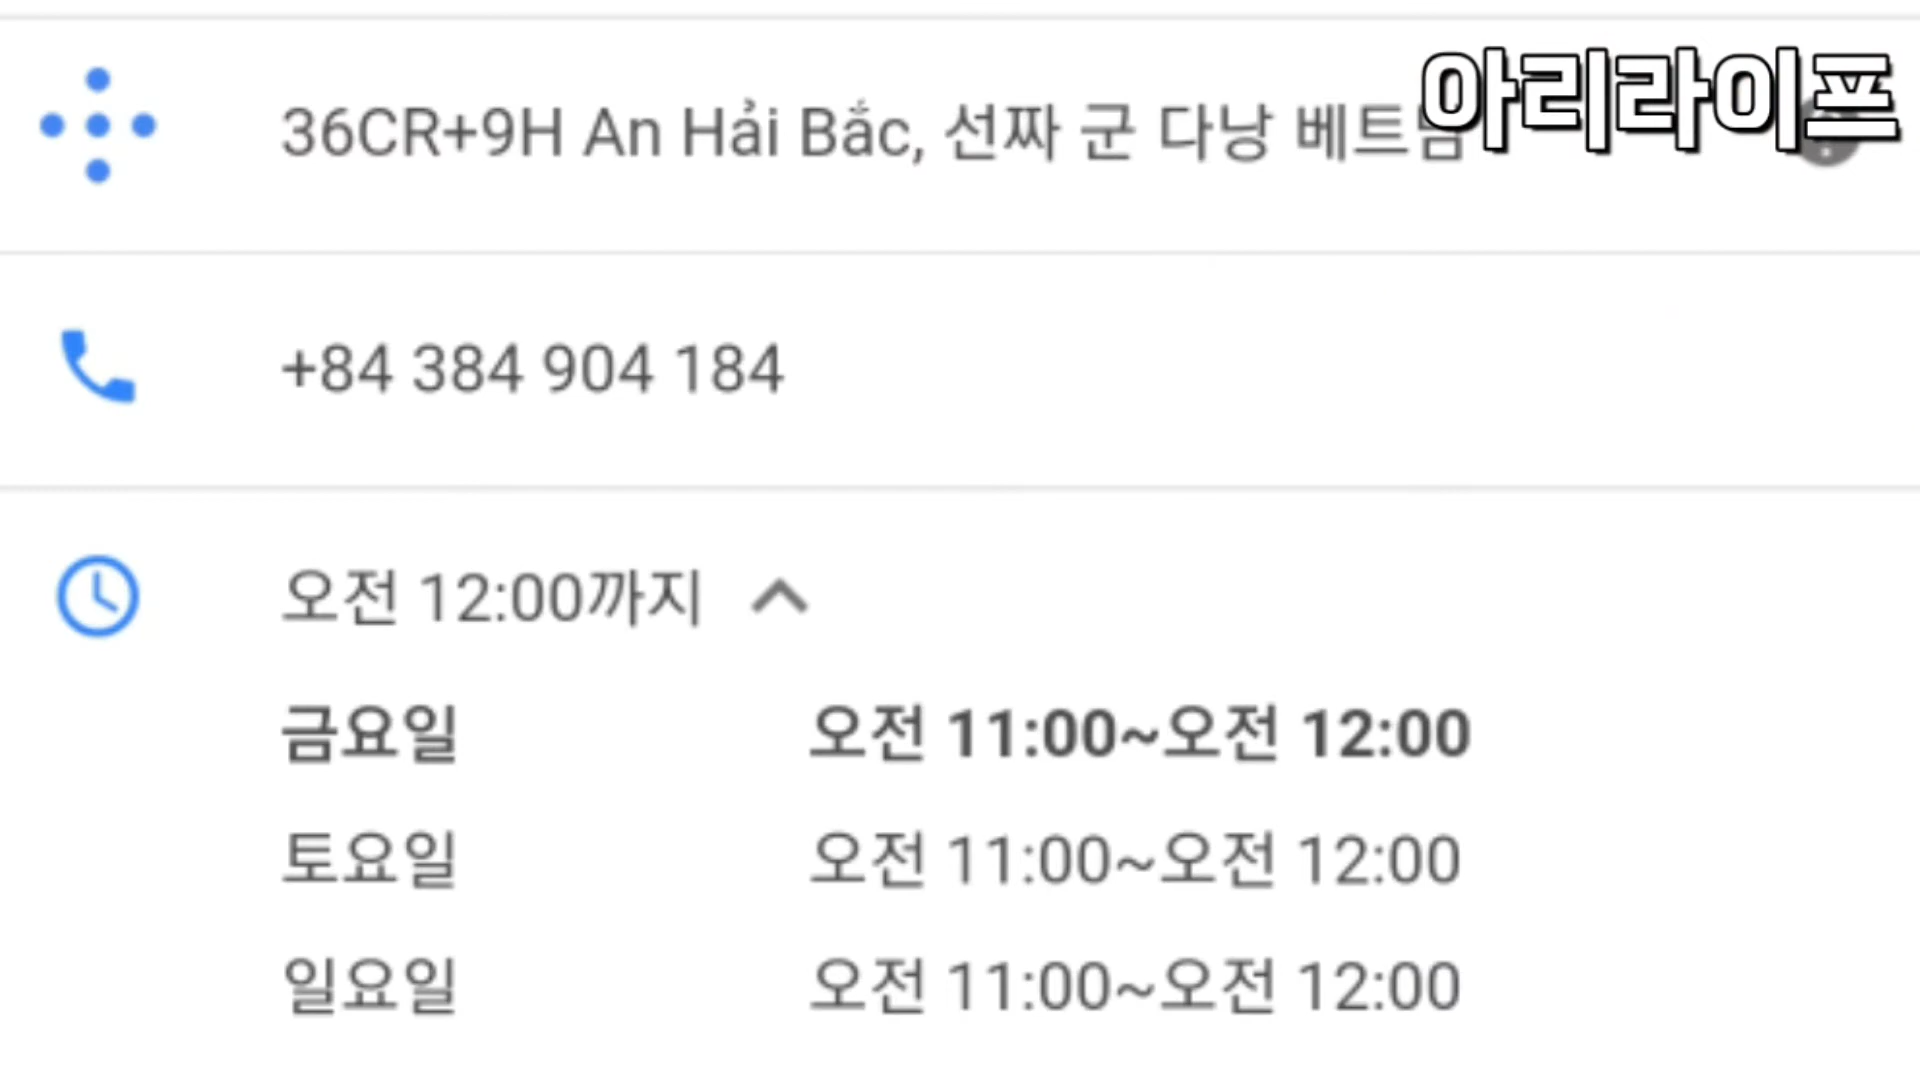 아리라이프
36CR+9H An Hải Bắc, 선짜 군 다낭 베트남
+84 384 904 184
오전 12:00까지
금요일 오전 11:00~오전 12:00
토요일 오전 11:00~오전 12:00
일요일 오전 11:00~오전 12:00